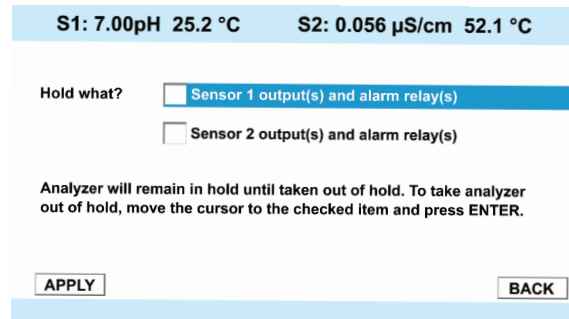 S1: 7.00pH 25.2 °C S2: 0.056 µS/cm 52.1 °C
Hold what? Sensor 1 output(s) and alarm relay(s)
Sensor 2 output(s) and alarm relay(s)
Analyzer will remain in hold until taken out of hold. To take analyzer
out of hold, move the cursor to the checked item and press ENTER.
APPLY BACK